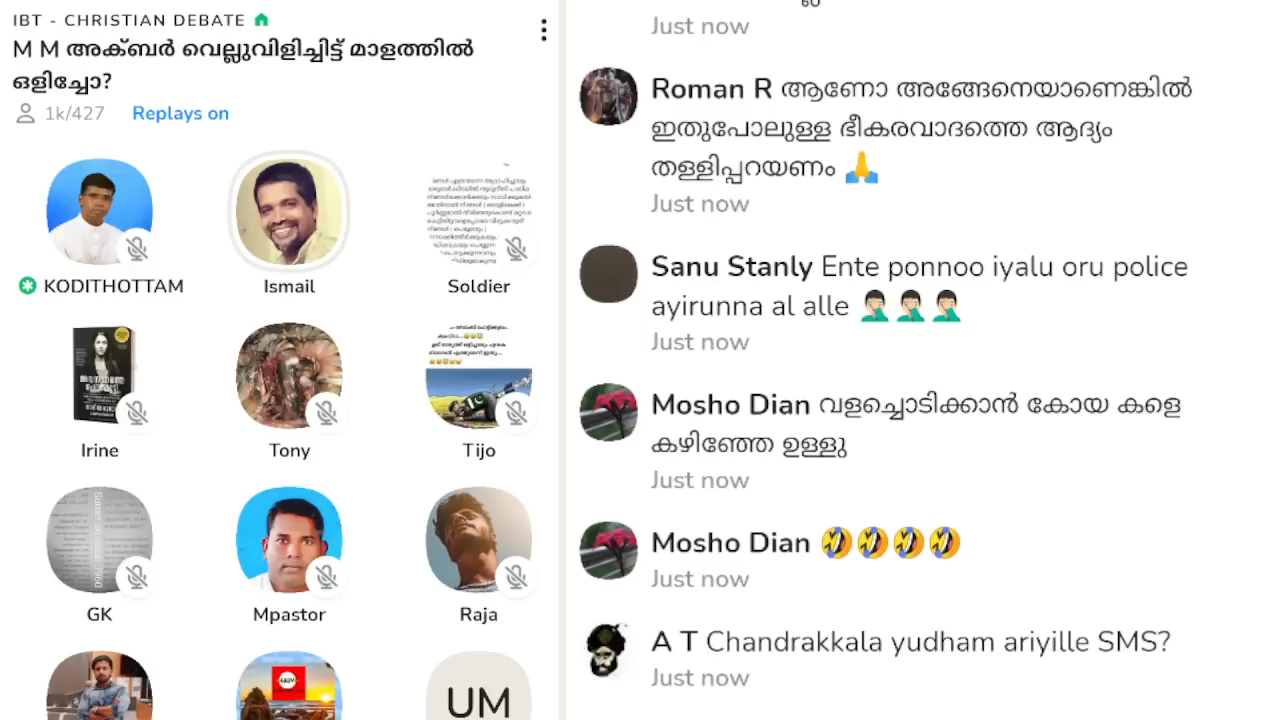 IBT - CHRISTIAN DEBATE
M M അക്ബർ വെല്ലുവിളിച്ചിട്ട് മാളത്തിൽ
ഒളിച്ചോ?
1k/427 Replays on
KODITHOTTAM
Ismail
Soldier
Irine
Tony
Tijo
GK
Mpastor
Raja
UM
Just now
Roman R ആണോ അങ്ങേനെയാണെങ്കിൽ
ഇതുപോലുള്ള ഭീകരവാദത്തെ ആദ്യം
തള്ളിപ്പറയണം 🙏
Just now
Sanu Stanly Ente ponnoo iyalu oru police
ayirunna al alle 🤦🏻‍♂️🤦🏻‍♂️🤦🏻‍♂️
Just now
Mosho Dian വളച്ചൊടിക്കാൻ കോയ കളെ
കഴിഞ്ഞേ ഉള്ളു
Just now
Mosho Dian 🤣🤣🤣🤣
Just now
A T Chandrakkala yudham ariyille SMS?
Just now